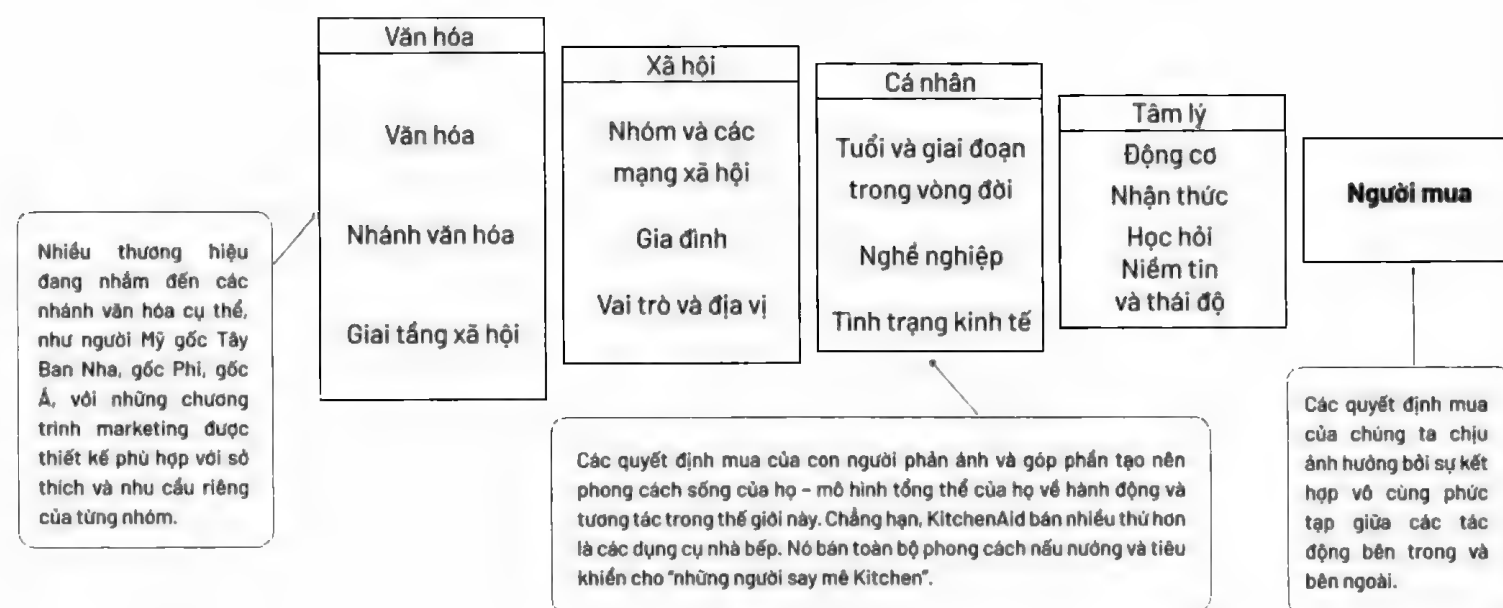 Văn hóa
Văn hóa
Nhánh văn hóa
Giai tầng xã hội
Xã hội
Nhóm và các
mạng xã hội
Gia đình
Vai trò và địa vị
Cá nhân
Tuổi và giai đoạn
trong vòng đời
Nghề nghiệp
Tình trạng kinh tế
Tâm lý
Động cơ
Nhận thức
Học hỏi
Niềm tin
và thái độ
Người mua
Nhiều thương hiệu
đang nhắm đến các
nhánh văn hóa cụ thể,
như người Mỹ gốc Tây
Ban Nha, gốc Phi, gốc
Á, với những chương
trình marketing được
thiết kế phù hợp với sở
thích và nhu cầu riêng
của từng nhóm.
Các quyết định mua của con người phản ánh và góp phần tạo nên
phong cách sống của họ – mô hình tổng thể của họ về hành động và
tương tác trong thế giới này. Chẳng hạn, KitchenAid bán nhiều thứ hơn
là các dụng cụ nhà bếp. Nó bán toàn bộ phong cách nấu nướng và tiêu
khiển cho "những người say mê Kitchen".
Các quyết định mua
của chúng ta chịu
ảnh hưởng bởi sự kết
hợp vô cùng phức
tạp giữa các tác
động bên trong và
bên ngoài.